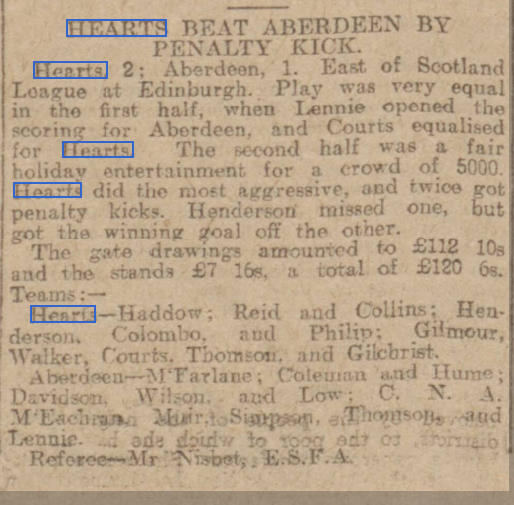 HEARTS BEAT ABERDEEN BY
PENALTY KICK.
Hearts, 2; Aberdeen, 1. East of Scotland
League at Edinburgh. Play was very equal
in the first half, when Lennie opened the
scoring for Aberdeen, and Courts equalised
for Hearts. The second half was a fair
holiday entertainment for a crowd of 5000.
Hearts did the most aggressive, and twice got
penalty kicks. Henderson missed one, but
got the winning goal off the other.
The gate drawings amounted to £112 10s
and the stands £7 16s, a total of £120 6s.
Teams:—
Hearts—Haddow; Reid and Collins; Hen-
derson, Colombo, and Philip; Gilmour,
Walker, Courts, Thomson, and Gilchrist.
Aberdeen—M'Farlane; Coleman and Hume;
Davidson, Wilson, and Low; C. N. A.
M'Eachran, Muir, Simpson, Thomson, and
Lennie.
Referee—Mr Nisbet, E.S.F.A.